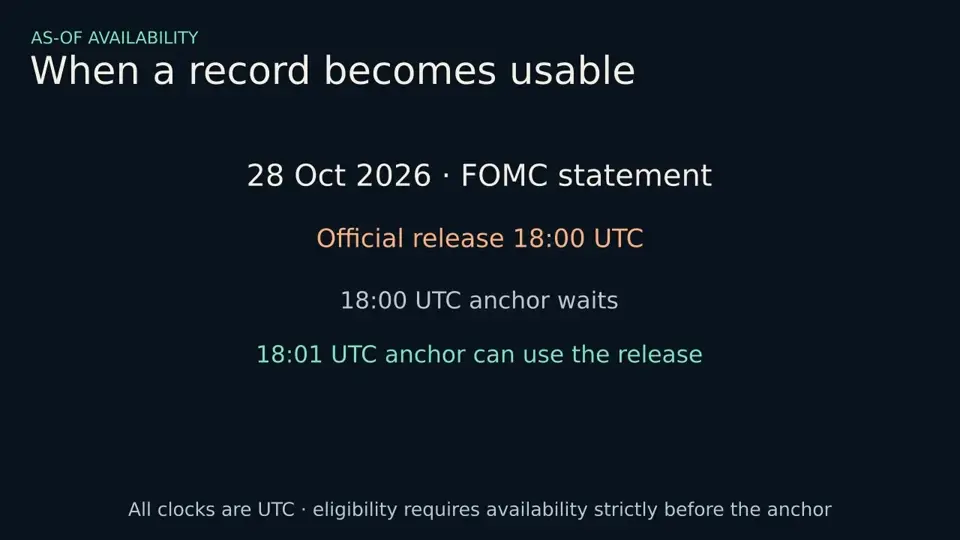 AS-OF AVAILABILITY
When a record becomes usable
28 Oct 2026 · FOMC statement
Official release 18:00 UTC
18:00 UTC anchor waits
18:01 UTC anchor can use the release
All clocks are UTC · eligibility requires availability strictly before the anchor